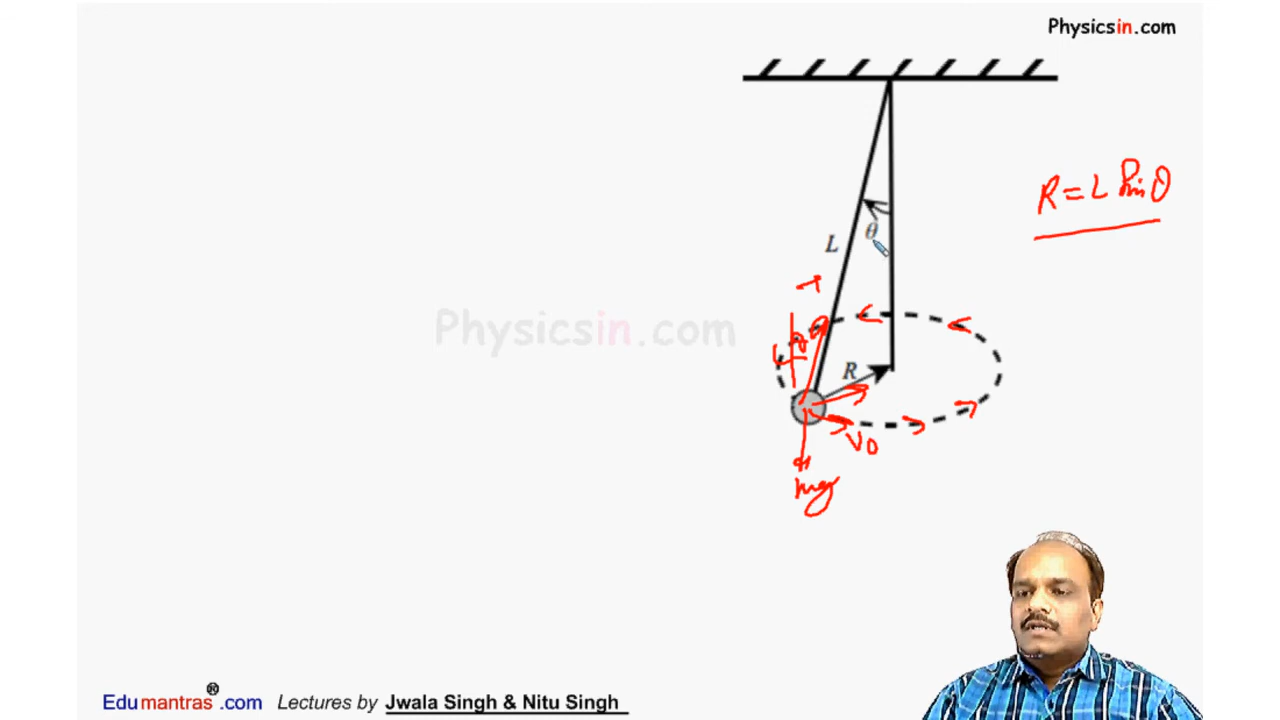 Physicsin.com
R = L Sin θ
θ
L
T
θ
R
V0
mg
Physicsin.com
Edumantras®.com Lectures by Jwala Singh & Nitu Singh